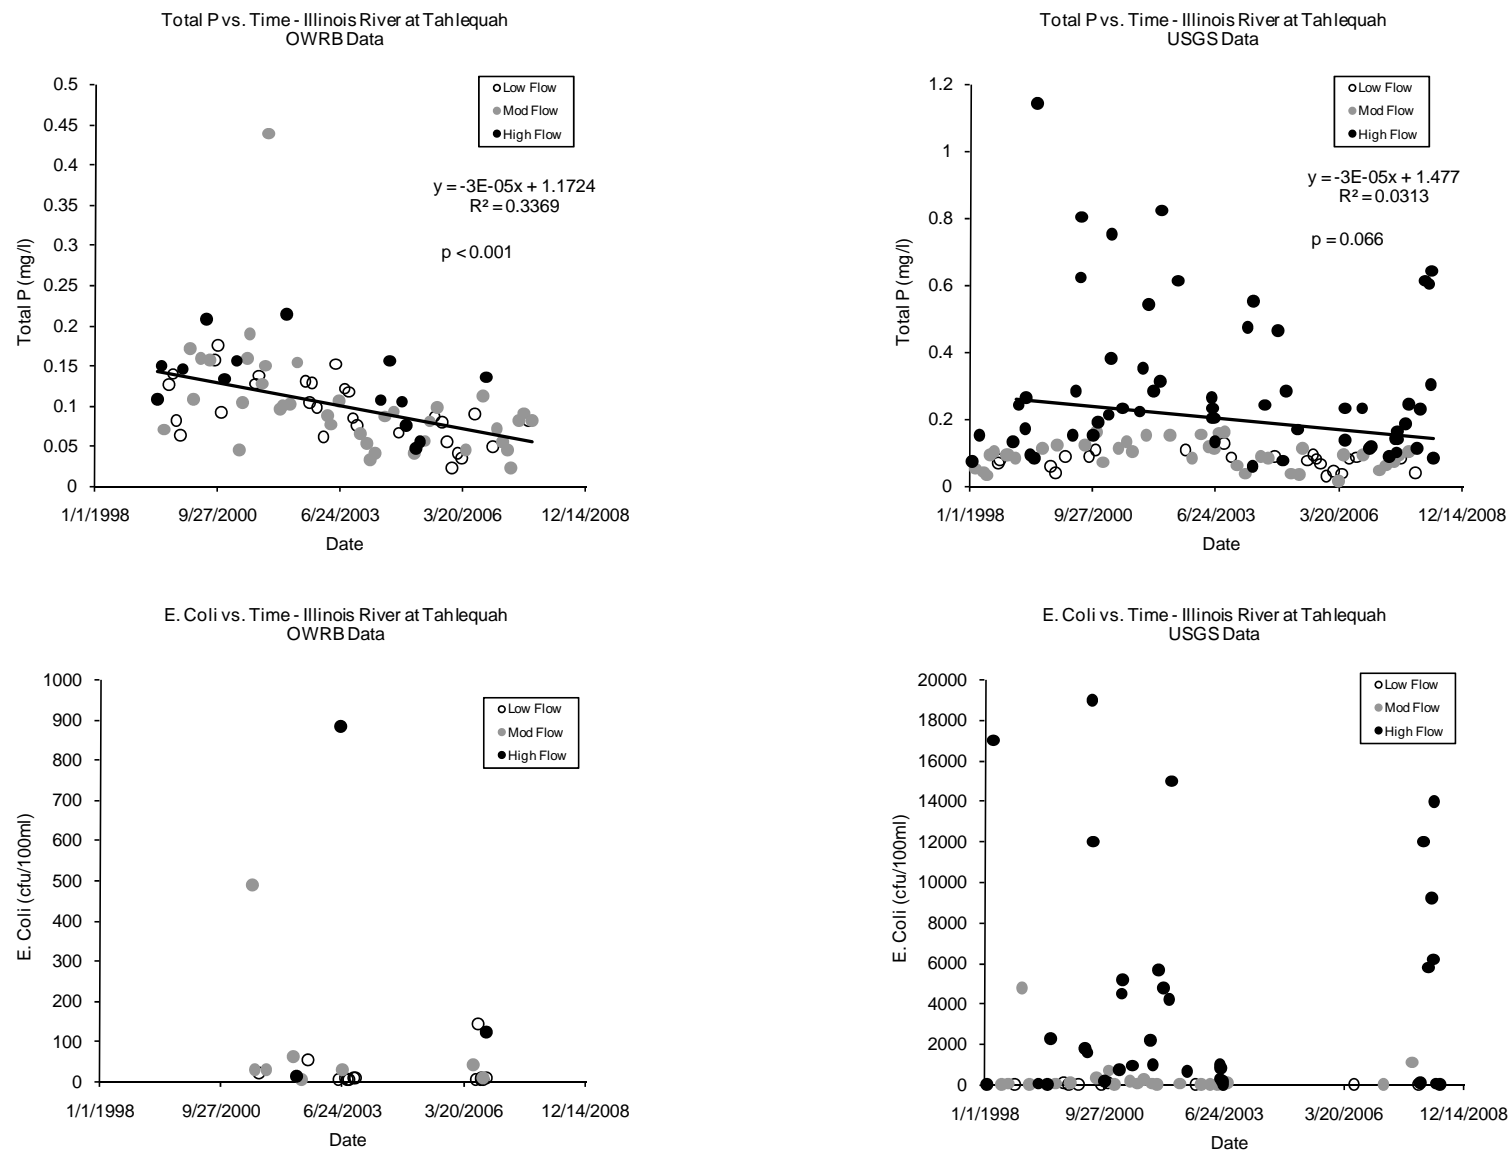 Total P vs. Time - Illinois River at Tahlequah
OWRB Data
0.5
0.45
0.4
0.35
0.3
0.25
0.2
0.15
0.1
0.05
0
Total P (mg/l)
Low Flow
Mod Flow
High Flow
y = -3E-05x + 1.1724
R² = 0.3369
p < 0.001
1/1/1998 9/27/2000 6/24/2003 3/20/2006 12/14/2008
Date
Total P vs. Time - Illinois River at Tahlequah
USGS Data
1.2
1
0.8
0.6
0.4
0.2
0
Total P (mg/l)
Low Flow
Mod Flow
High Flow
y = -3E-05x + 1.477
R² = 0.0313
p = 0.066
1/1/1998 9/27/2000 6/24/2003 3/20/2006 12/14/2008
Date
E. Coli vs. Time - Illinois River at Tahlequah
OWRB Data
1000
900
800
700
600
500
400
300
200
100
0
E. Coli (cfu/100ml)
Low Flow
Mod Flow
High Flow
1/1/1998 9/27/2000 6/24/2003 3/20/2006 12/14/2008
Date
E. Coli vs. Time - Illinois River at Tahlequah
USGS Data
20000
18000
16000
14000
12000
10000
8000
6000
4000
2000
0
E. Coli (cfu/100ml)
Low Flow
Mod Flow
High Flow
1/1/1998 9/27/2000 6/24/2003 3/20/2006 12/14/2008
Date